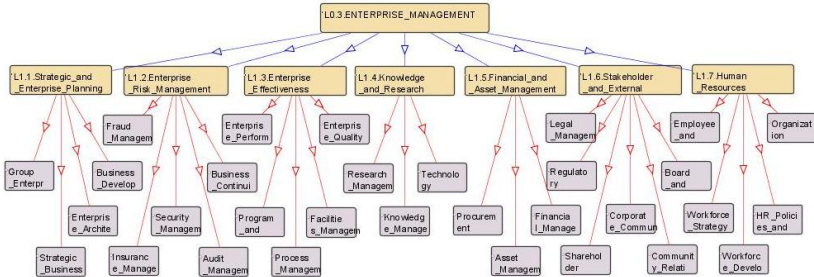 L0.3.ENTERPRISE_MANAGEMENT
L1.1.Strategic_and
_Enterprise_Planning
L1.2.Enterprise
_Risk_Management
L1.3.Enterprise
_Effectiveness
L1.4.Knowledge
_and_Research
L1.5.Financial_and
_Asset_Management
L1.6.Stakeholder
_and_External
L1.7.Human
_Resources
Group
_Enterpr
Strategic
_Business
Enterpris
e_Archite
Business
_Develop
Fraud
_Managem
Insuranc
e_Manage
Security
_Managem
Audit
_Managem
Business
_Continui
Enterpris
e_Perform
Program
_and
Process
_Managem
Facilitie
s_Managem
Enterpris
e_Quality
Research
_Managem
Knowledg
e_Manage
Technolo
gy
Procurem
ent
Asset
_Managem
Financia
l_Manage
Legal
_Managem
Regulato
ry
Sharehol
der
Corporat
e_Commun
Communit
y_Relati
Board
_and
Employee
_and
Workforce
_Strategy
Workforc
e_Develo
HR_Polici
es_and
Organizat
ion